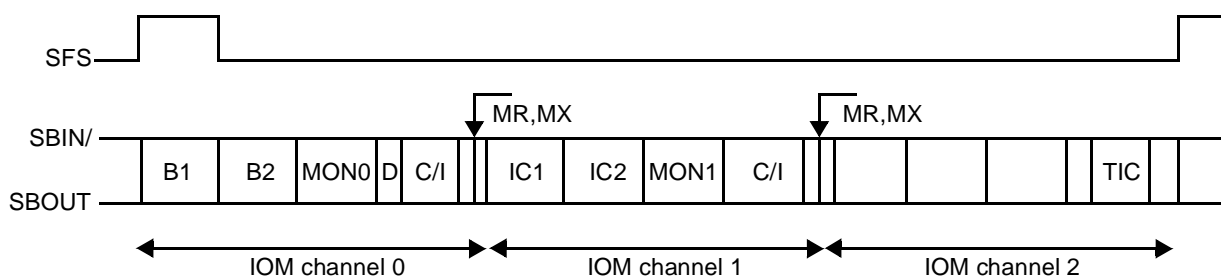 SFS
MR,MX MR,MX
SBIN/
B1 B2 MON0 D C/I IC1 IC2 MON1 C/I TIC
SBOUT
IOM channel 0 IOM channel 1 IOM channel 2